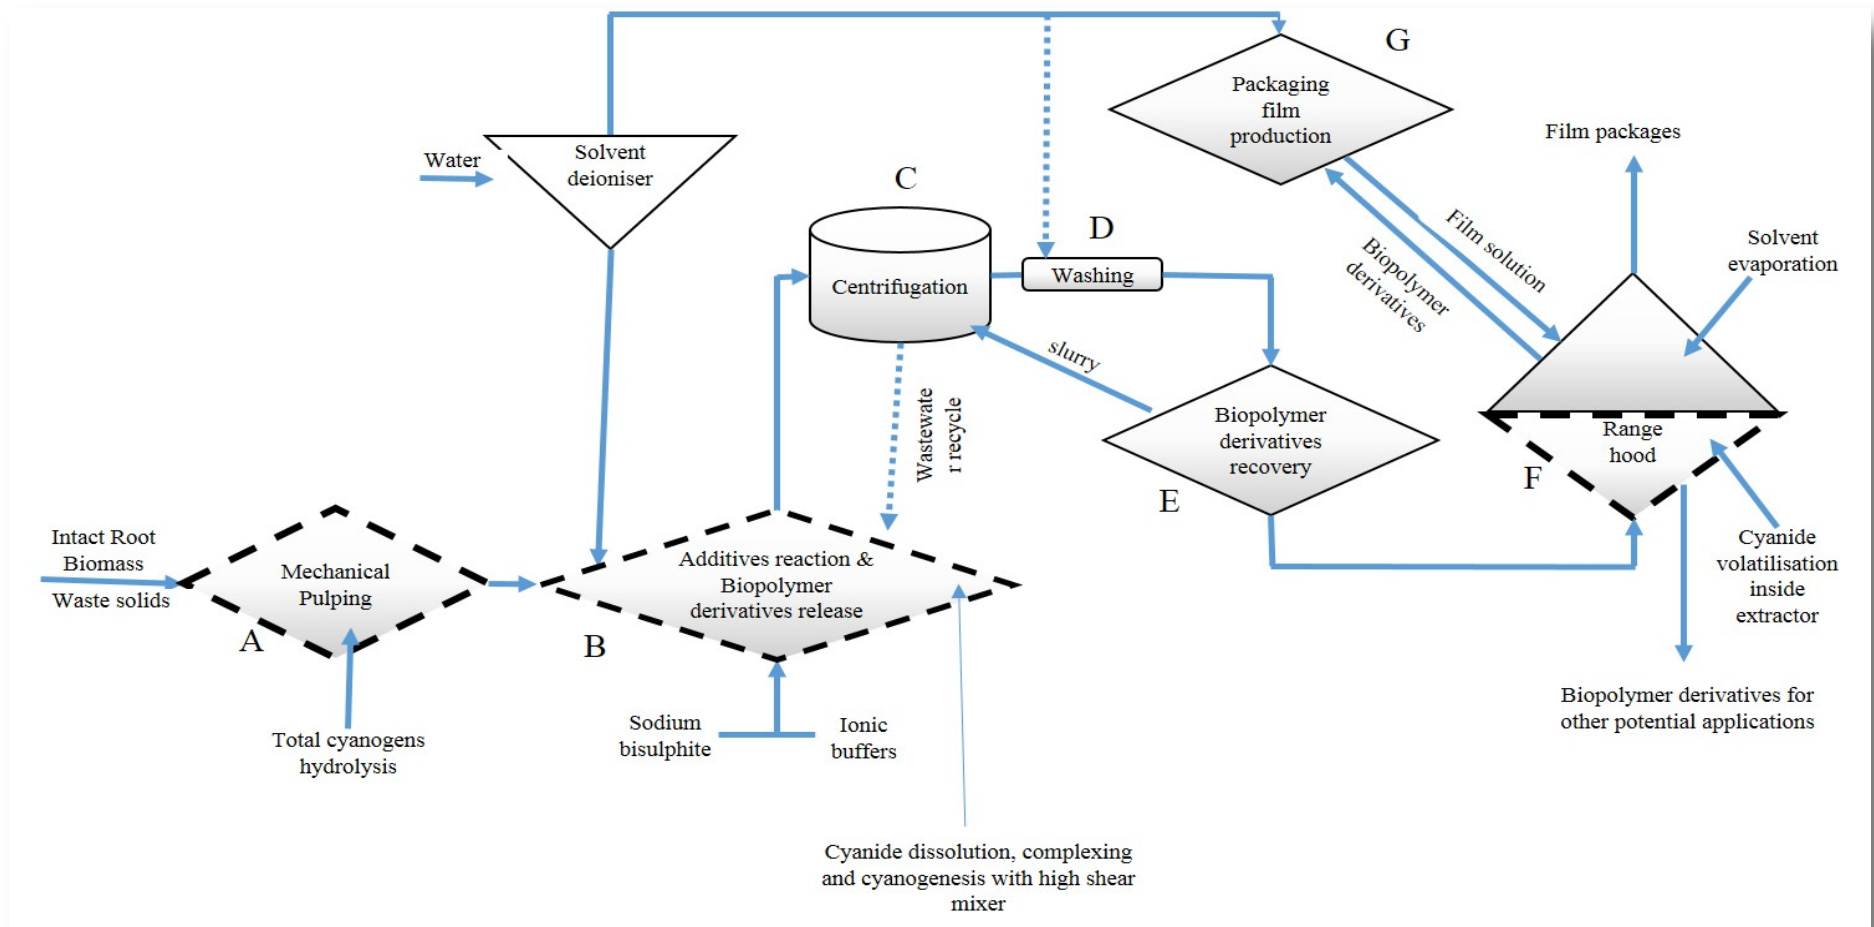 G
Packaging
film
production
Film packages
Water
Solvent
deioniser
C
D
Film solution
Biopolymer
derivatives
Solvent
evaporation
Centrifugation
Washing
slurry
Wastewate
r recycle
Biopolymer
derivatives
recovery
E
Range
hood
F
Intact Root
Biomass
Waste solids
Mechanical
Pulping
A
Additives reaction &
Biopolymer
derivatives release
B
Cyanide
volatilisation
inside
extractor
Total cyanogens
hydrolysis
Sodium
bisulphite
Ionic
buffers
Biopolymer derivatives for
other potential applications
Cyanide dissolution, complexing
and cyanogenesis with high shear
mixer